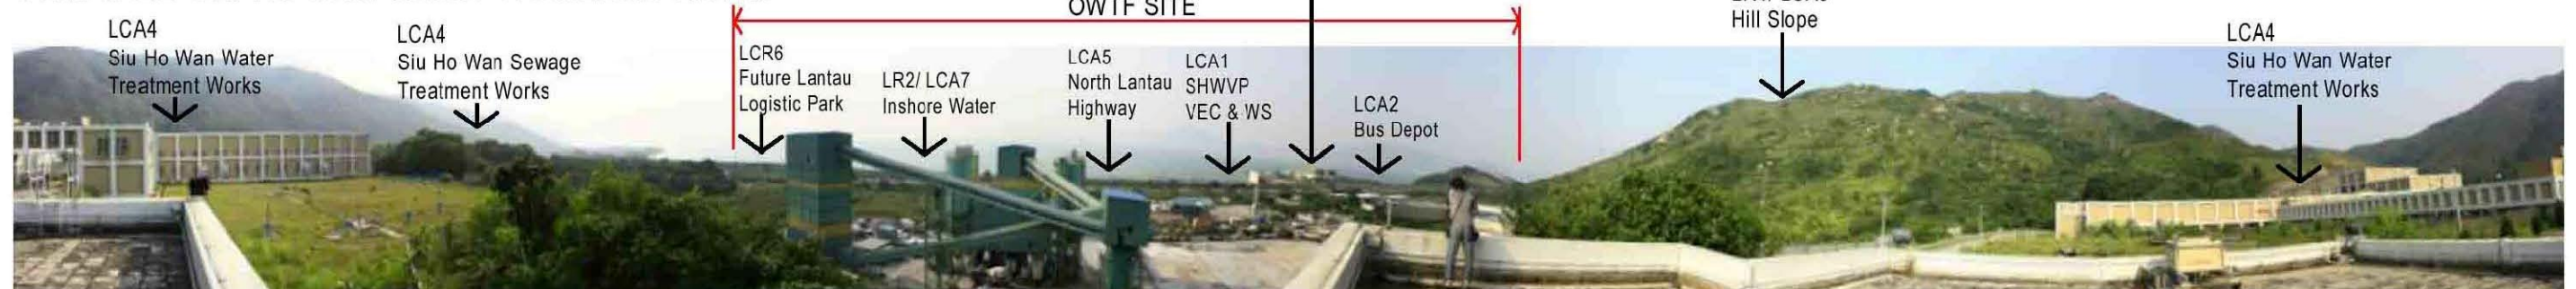 OWTF SITE
LCA4
Siu Ho Wan Water
Treatment Works
LCA4
Siu Ho Wan Sewage
Treatment Works
LCR6
Future Lantau
Logistic Park
LR2/ LCA7
Inshore Water
LCA5
North Lantau
Highway
LCA1
SHWVP
VEC & WS
LCA2
Bus Depot
Hill Slope
LCA4
Siu Ho Wan Water
Treatment Works